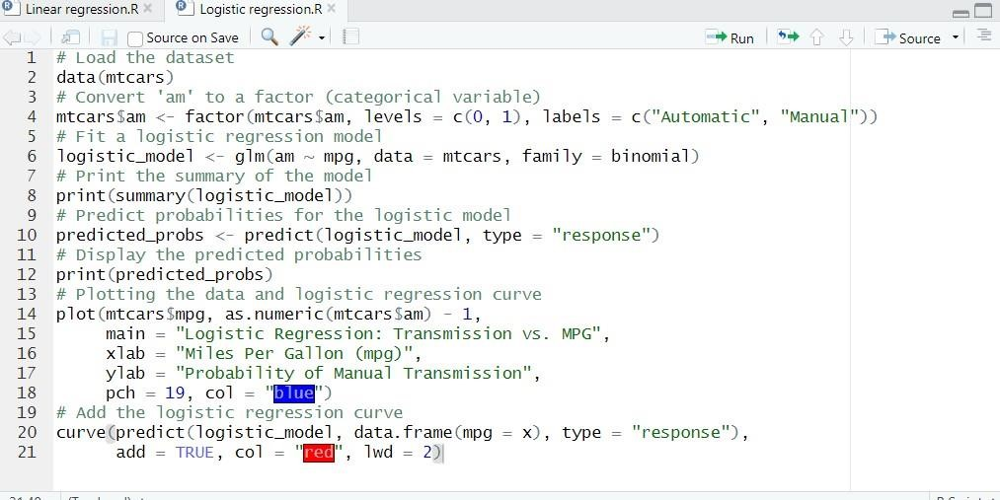 Linear regression.R × Logistic regression.R ×
Source on Save Run Source
1 # Load the dataset
2 data(mtcars)
3 # Convert 'am' to a factor (categorical variable)
4 mtcars$am <- factor(mtcars$am, levels = c(0, 1), labels = c("Automatic", "Manual"))
5 # Fit a logistic regression model
6 logistic_model <- glm(am ~ mpg, data = mtcars, family = binomial)
7 # Print the summary of the model
8 print(summary(logistic_model))
9 # Predict probabilities for the logistic model
10 predicted_probs <- predict(logistic_model, type = "response")
11 # Display the predicted probabilities
12 print(predicted_probs)
13 # Plotting the data and logistic regression curve
14 plot(mtcars$mpg, as.numeric(mtcars$am) - 1,
15 main = "Logistic Regression: Transmission vs. MPG",
16 xlab = "Miles Per Gallon (mpg)",
17 ylab = "Probability of Manual Transmission",
18 pch = 19, col = "blue")
19 # Add the logistic regression curve
20 curve(predict(logistic_model, data.frame(mpg = x), type = "response"),
21 add = TRUE, col = "red", lwd = 2)